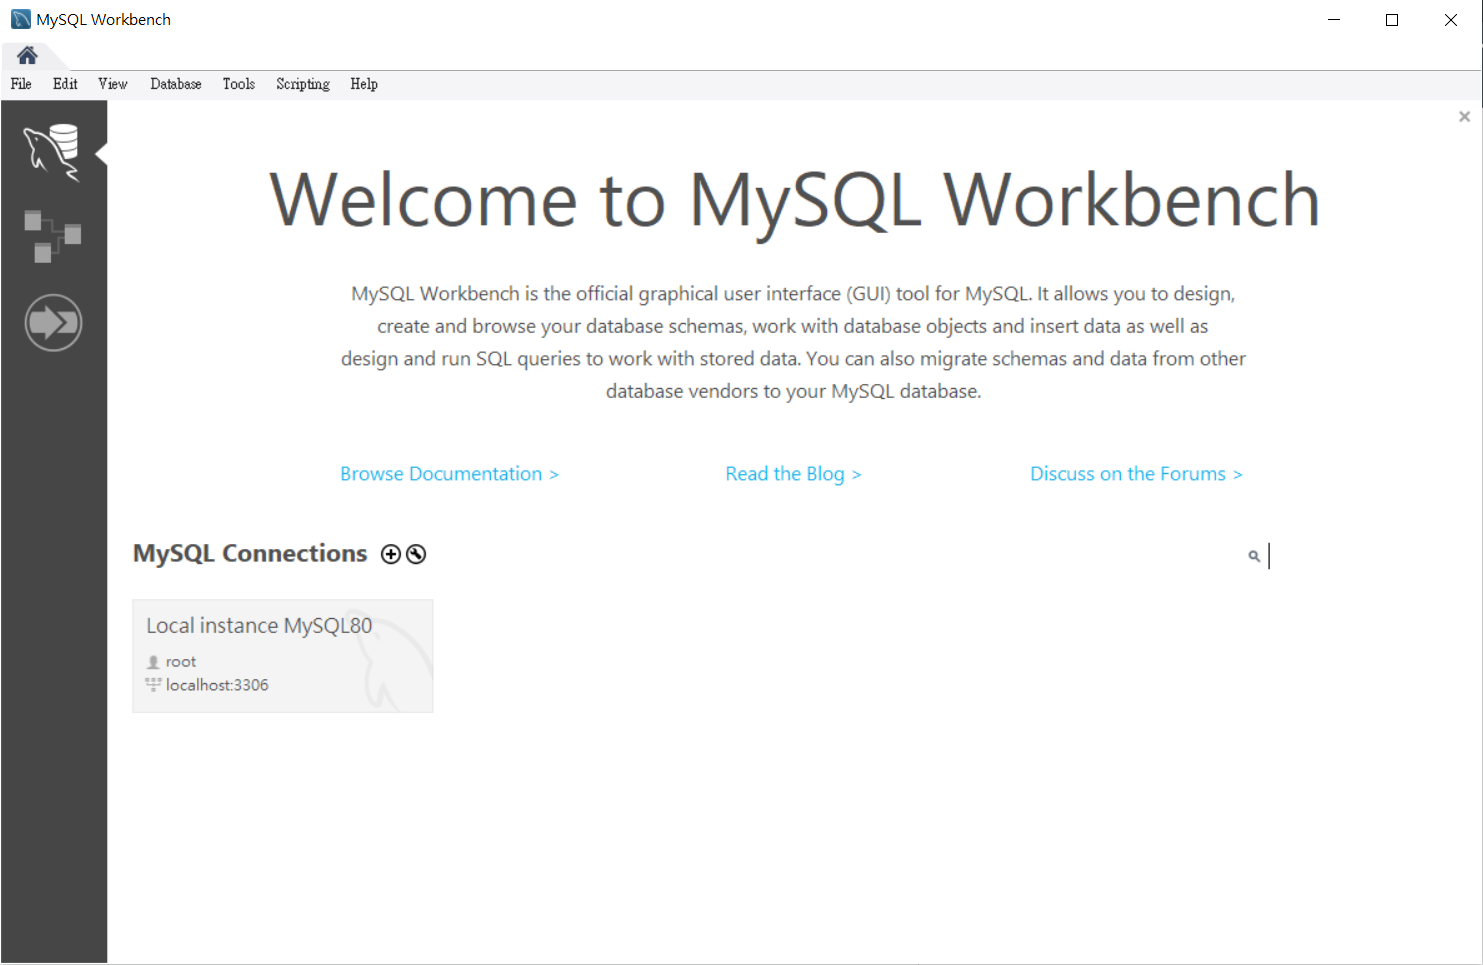 MySQL Workbench
File Edit View Database Tools Scripting Help
Welcome to MySQL Workbench
MySQL Workbench is the official graphical user interface (GUI) tool for MySQL. It allows you to design,
create and browse your database schemas, work with database objects and insert data as well as
design and run SQL queries to work with stored data. You can also migrate schemas and data from other
database vendors to your MySQL database.
Browse Documentation > Read the Blog > Discuss on the Forums >
MySQL Connections
Local instance MySQL80
root
localhost:3306